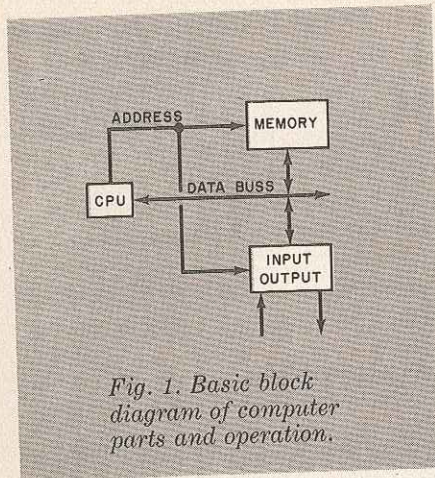 ADDRESS
MEMORY
DATA BUSS
CPU
INPUT
OUTPUT
Fig. 1. Basic block
diagram of computer
parts and operation.